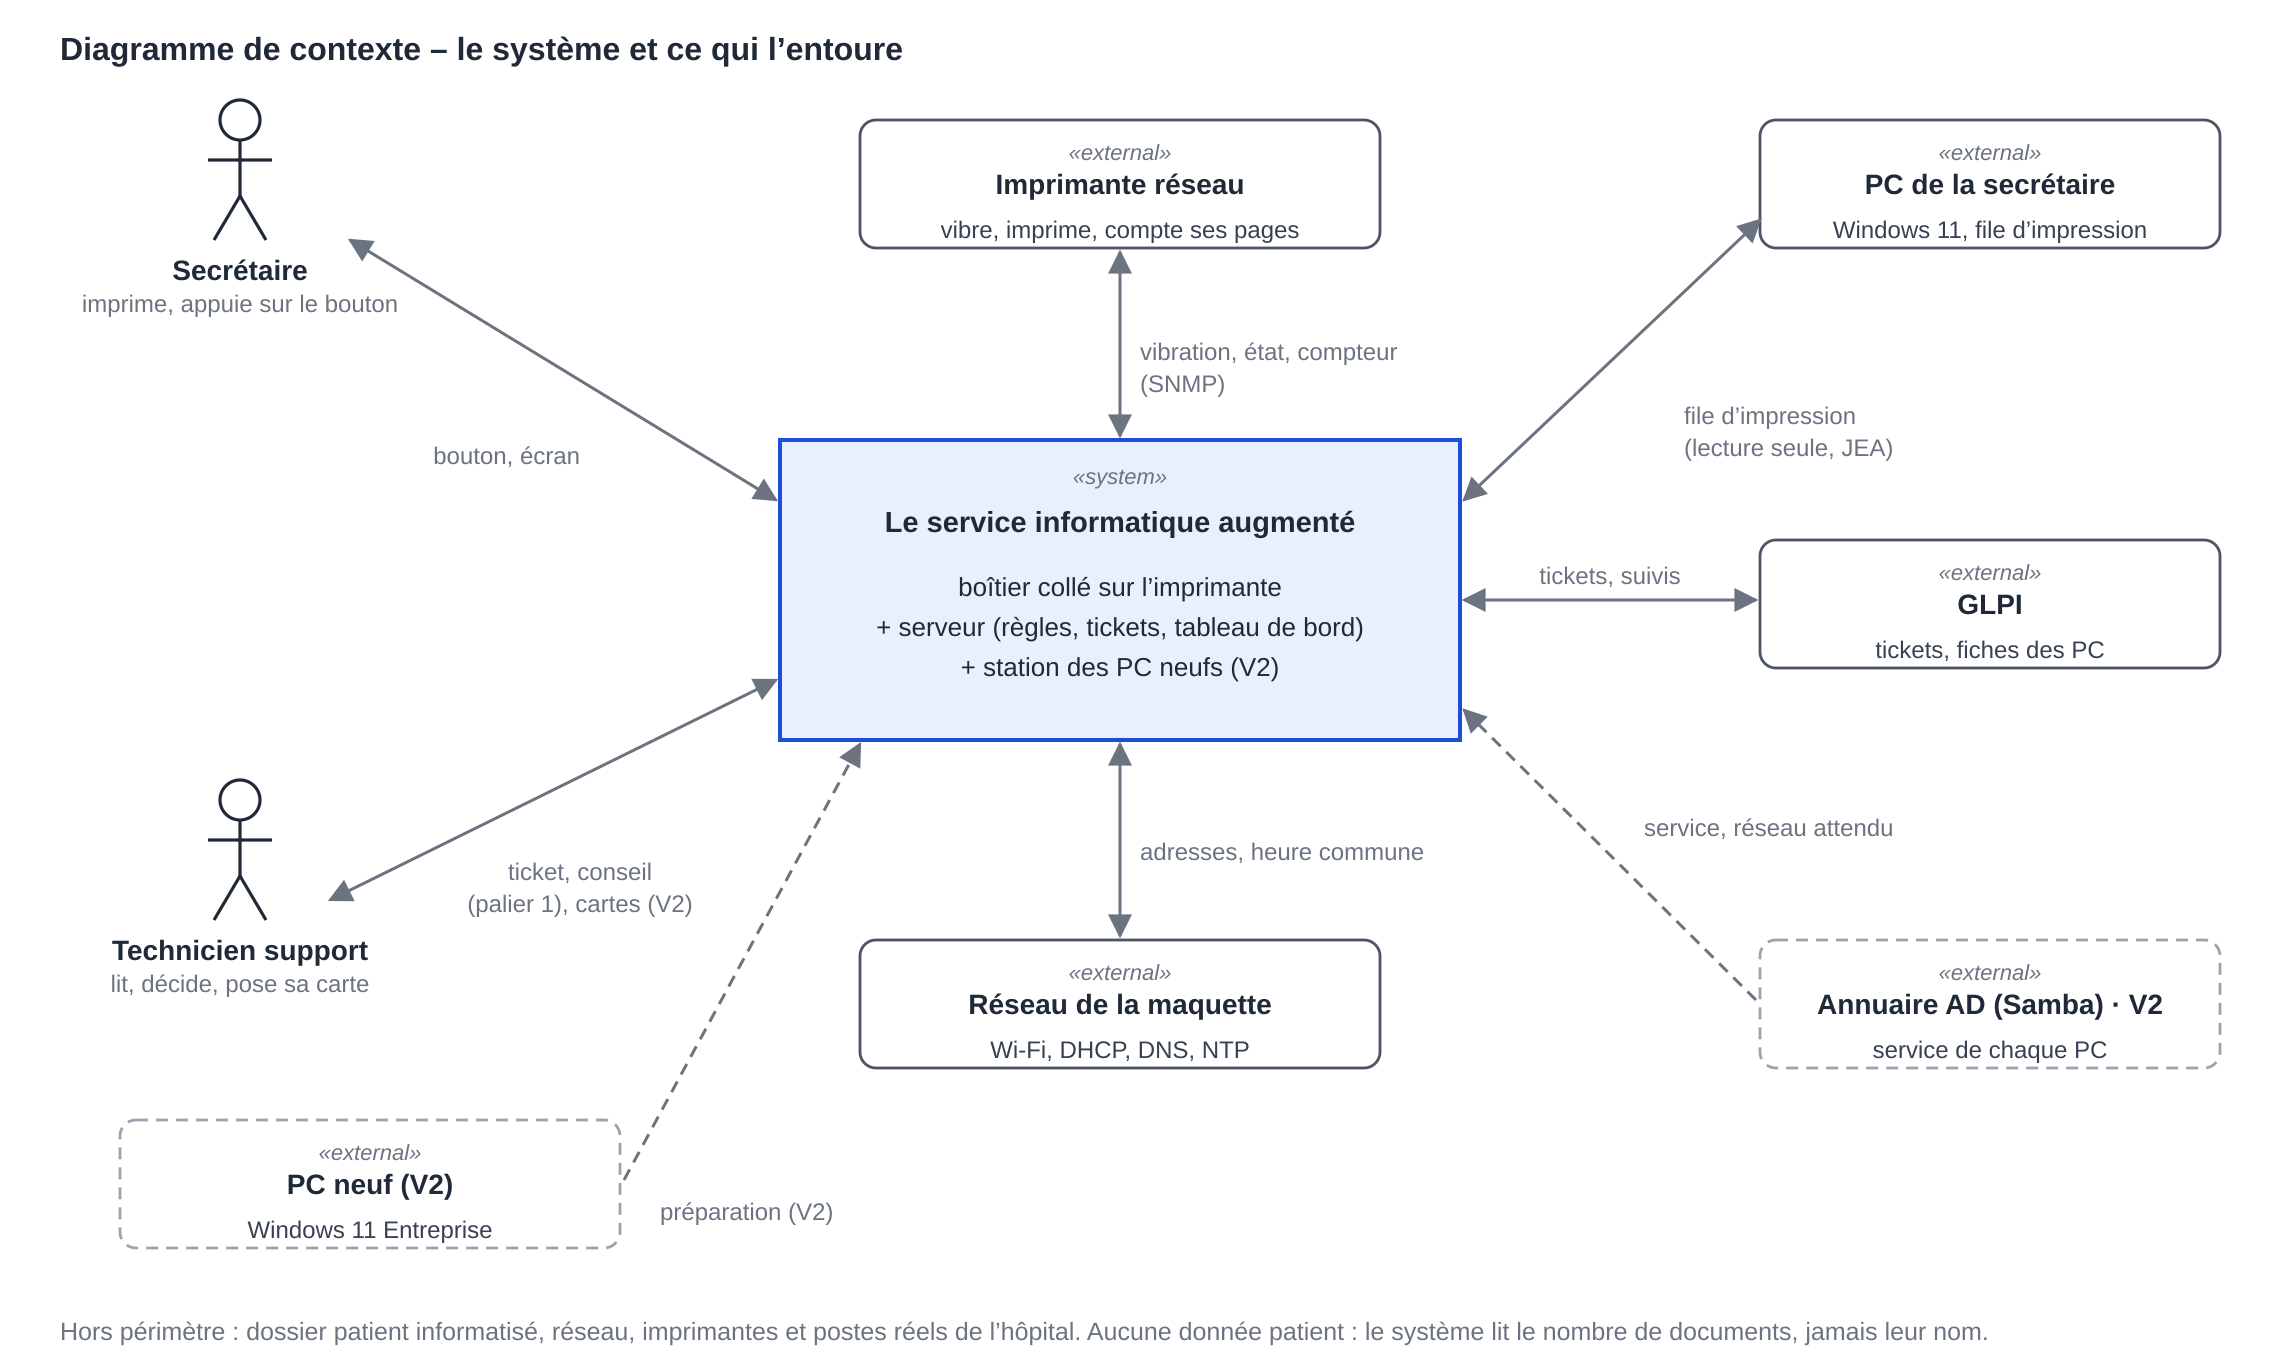 Diagramme de contexte – le système et ce qui l’entoure
Secrétaire
imprime, appuie sur le bouton
«external»
Imprimante réseau
vibre, imprime, compte ses pages
«external»
PC de la secrétaire
Windows 11, file d’impression
vibration, état, compteur
(SNMP)
bouton, écran
file d’impression
(lecture seule, JEA)
«system»
Le service informatique augmenté
boîtier collé sur l’imprimante
+ serveur (règles, tickets, tableau de bord)
+ station des PC neufs (V2)
tickets, suivis
«external»
GLPI
tickets, fiches des PC
Technicien support
lit, décide, pose sa carte
ticket, conseil
(palier 1), cartes (V2)
adresses, heure commune
service, réseau attendu
«external»
Réseau de la maquette
Wi-Fi, DHCP, DNS, NTP
«external»
Annuaire AD (Samba) · V2
service de chaque PC
«external»
PC neuf (V2)
Windows 11 Entreprise
préparation (V2)
Hors périmètre : dossier patient informatisé, réseau, imprimantes et postes réels de l’hôpital. Aucune donnée patient : le système lit le nombre de documents, jamais leur nom.